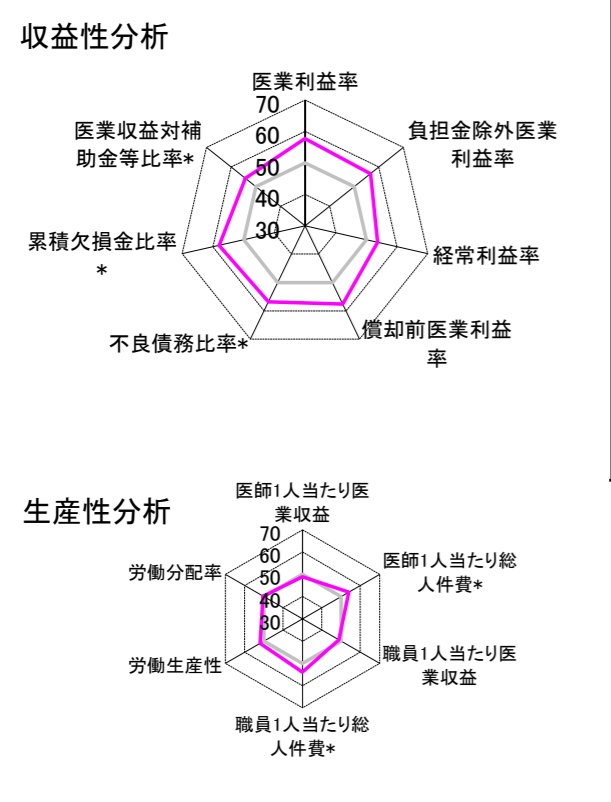 収益性分析
医業利益率
70
60
50
40
30
負担金除外医業
利益率
経常利益率
償却前医業利益
率
不良債務比率*
累積欠損金比率
*
医業収益対補
助金等比率*
生産性分析
医師1人当たり医
業収益
70
60
50
40
30
医師1人当たり総
人件費*
職員1人当たり医
業収益
職員1人当たり総
人件費*
労働生産性
労働分配率